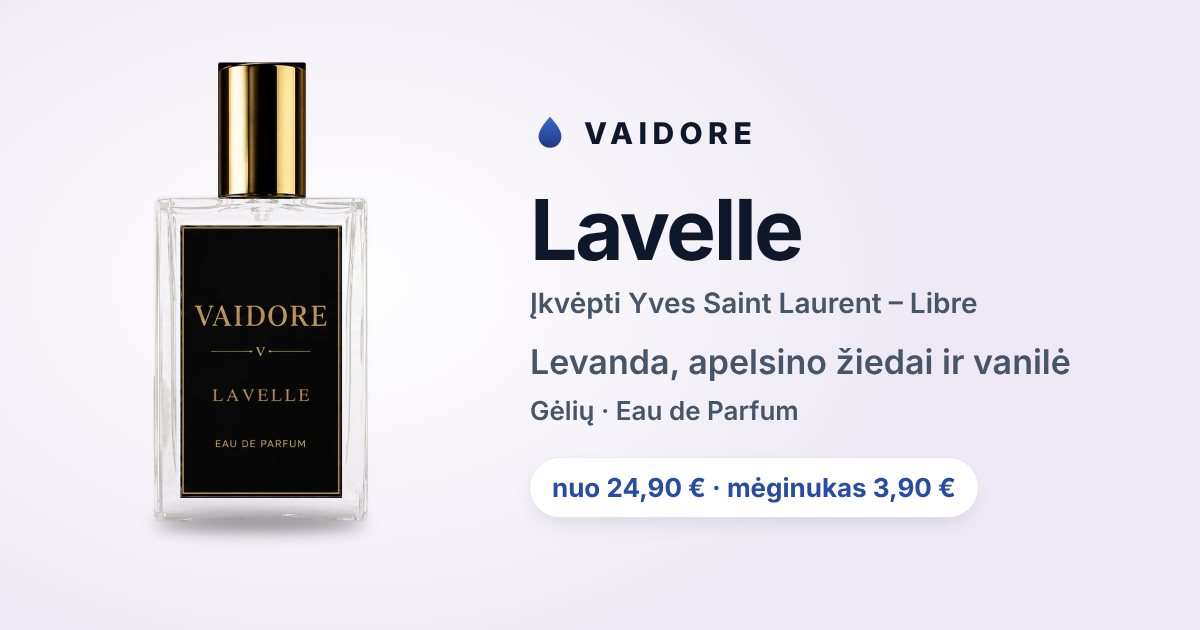 VAIDORE
V
LAVELLE
EAU DE PARFUM
VAIDORE
Lavelle
Įkvėpti Yves Saint Laurent – Libre
Levanda, apelsino žiedai ir vanilė
Gėlių · Eau de Parfum
nuo 24,90 € · mėginukas 3,90 €